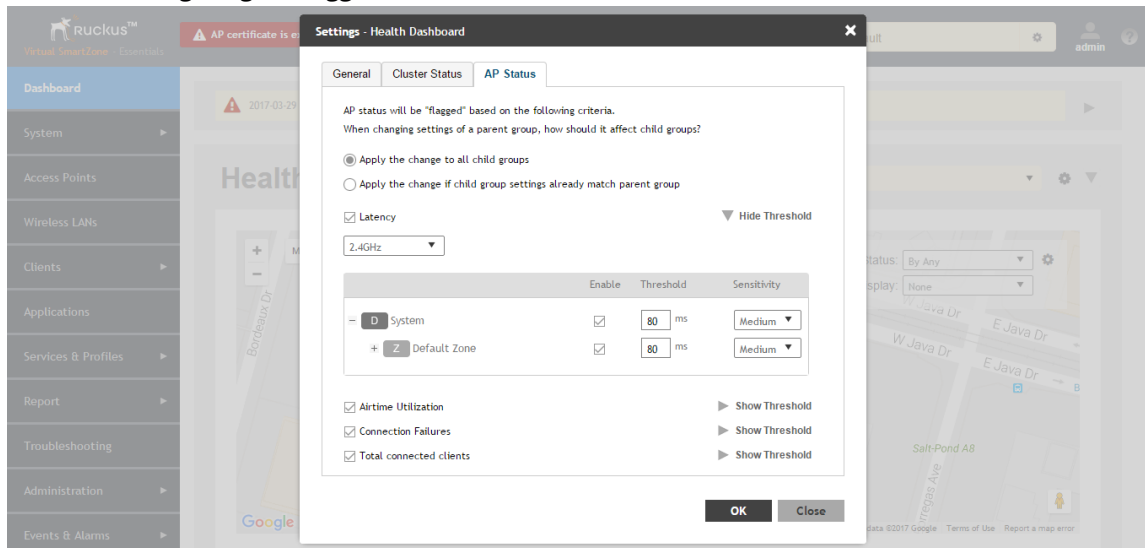 Ruckus™
Virtual SmartZone - Essentials
AP certificate is e
ult
admin
Settings - Health Dashboard
General
Cluster Status
AP Status
AP status will be "flagged" based on the following criteria.
When changing settings of a parent group, how should it affect child groups?
Apply the change to all child groups
Apply the change if child group settings already match parent group
Latency
Hide Threshold
2.4GHz
Enable Threshold Sensitivity
D System 80 ms Medium
Z Default Zone 80 ms Medium
Airtime Utilization Show Threshold
Connection Failures Show Threshold
Total connected clients Show Threshold
OK Close
Dashboard
System
Access Points
Wireless LANs
Clients
Applications
Services & Profiles
Report
Troubleshooting
Administration
Events & Alarms
2017-03-29
Health
+ M
−
Bordeaux Dr
Status: By Any
splay: None
W Java Dr
E Java Dr
W Java Dr
E Java Dr
B
Salt-Pond A8
Google
data ©2017 Google Terms of Use Report a map error